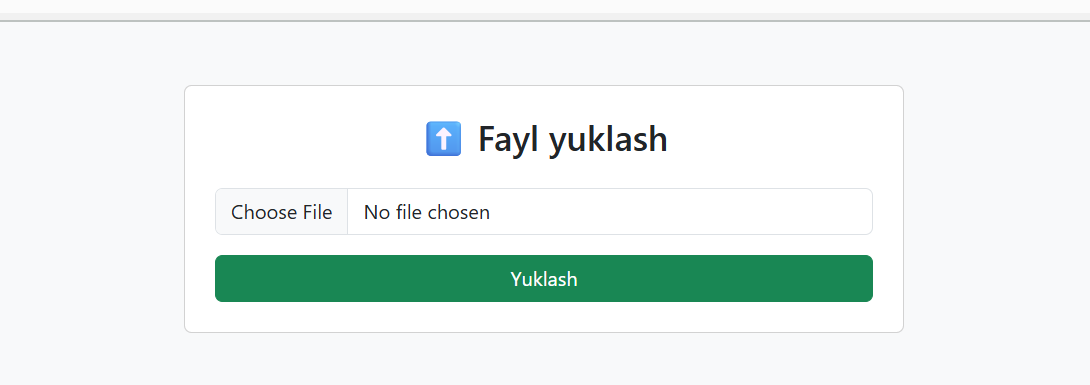 ⬆️ Fayl yuklash
Choose File No file chosen
Yuklash